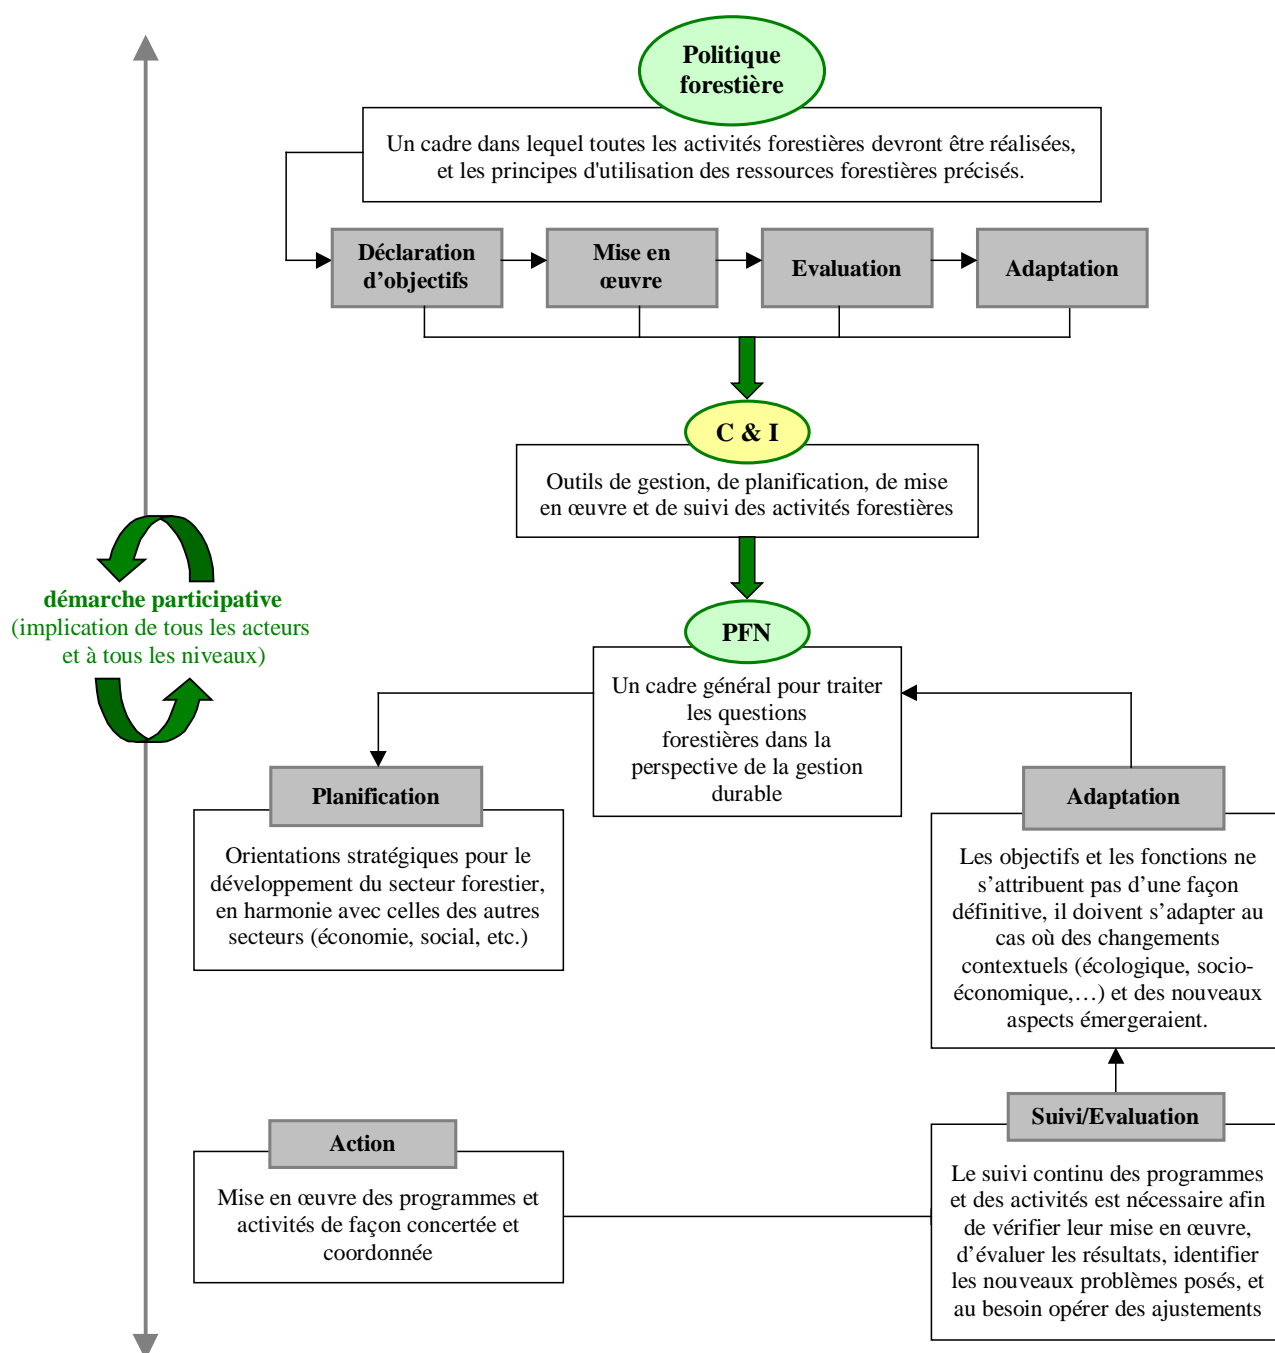 Politique
forestière
Un cadre dans lequel toutes les activités forestières devront être réalisées,
et les principes d'utilisation des ressources forestières précisés.
Déclaration
d’objectifs
Mise en
œuvre
Evaluation
Adaptation
C & I
Outils de gestion, de planification, de mise
en œuvre et de suivi des activités forestières
démarche participative
(implication de tous les acteurs
et à tous les niveaux)
PFN
Un cadre général pour traiter
les questions
forestières dans la
perspective de la gestion
durable
Planification
Orientations stratégiques pour le
développement du secteur forestier,
en harmonie avec celles des autres
secteurs (économie, social, etc.)
Adaptation
Les objectifs et les fonctions ne
s’attribuent pas d’une façon
définitive, il doivent s’adapter au
cas où des changements
contextuels (écologique, socio-
économique,…) et des nouveaux
aspects émergeraient.
Action
Mise en œuvre des programmes et
activités de façon concertée et
coordonnée
Suivi/Evaluation
Le suivi continu des programmes
et des activités est nécessaire afin
de vérifier leur mise en œuvre,
d’évaluer les résultats, identifier
les nouveaux problèmes posés, et
au besoin opérer des ajustements